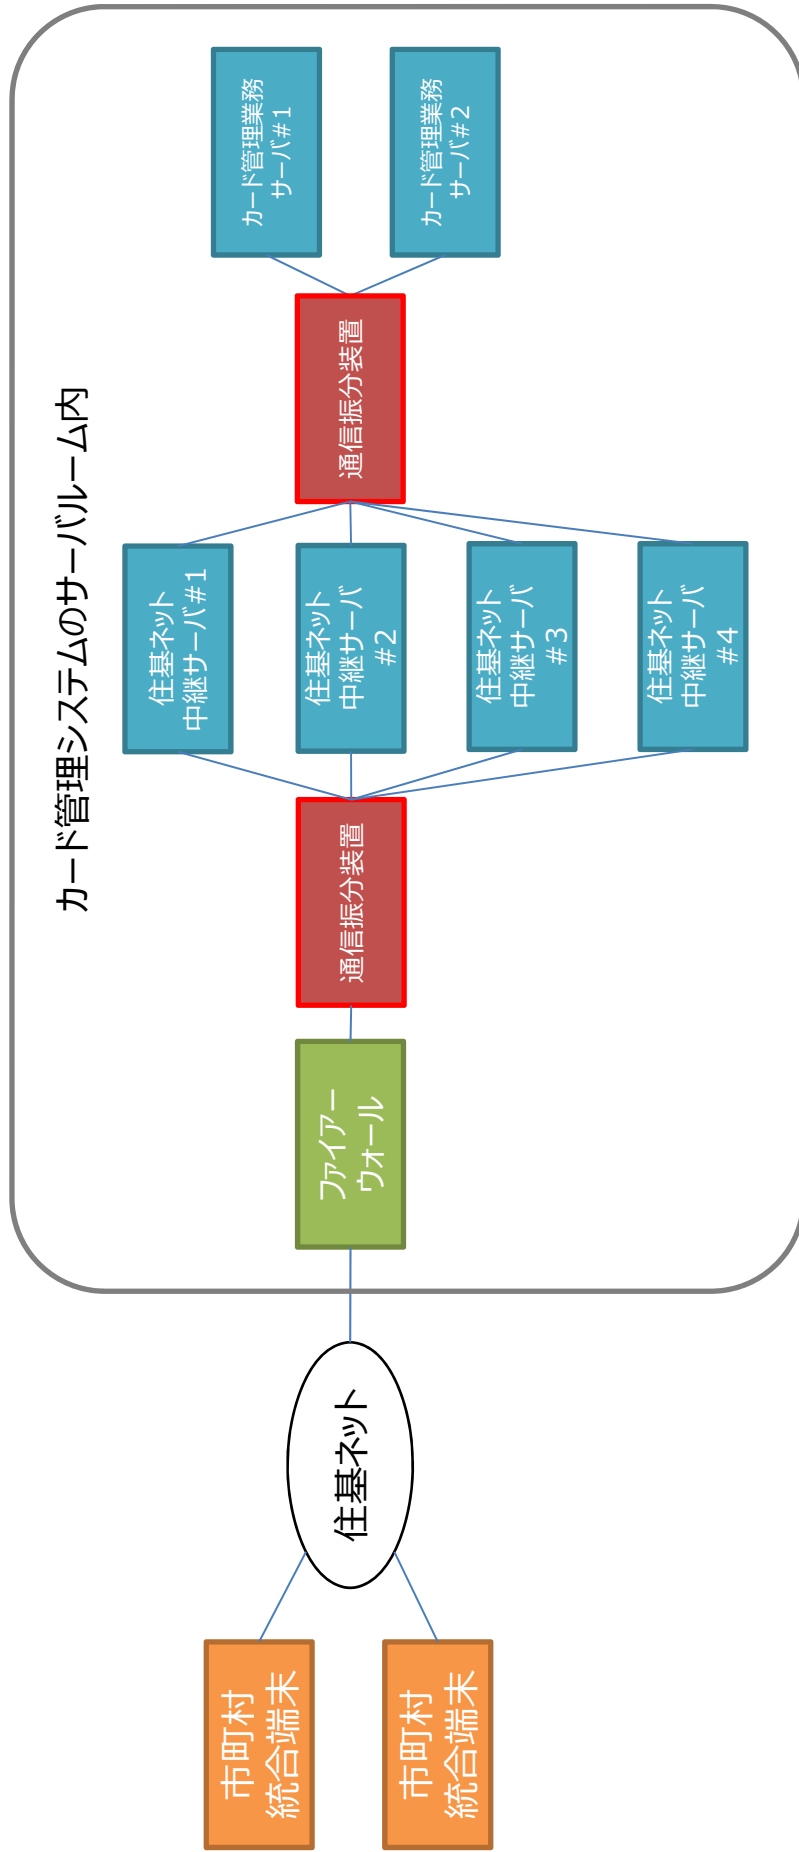 カード管理システムのサーバルーム内
市町村
統合端末
市町村
統合端末
住基ネット
ファイアー
ウォール
通信振分装置
住基ネット
中継サーバ#1
住基ネット
中継サーバ
#2
住基ネット
中継サーバ
#3
住基ネット
中継サーバ
#4
通信振分装置
カード管理業務
サーバ#1
カード管理業務
サーバ#2